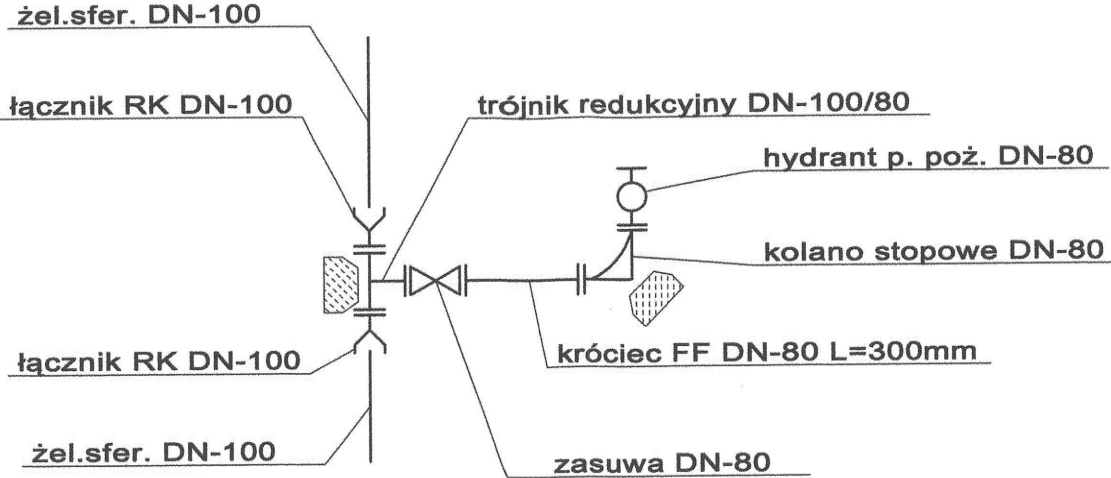 żel.sfer. DN-100
łącznik RK DN-100
trójnik redukcyjny DN-100/80
hydrant p. poż. DN-80
kolano stopowe DN-80
łącznik RK DN-100
króciec FF DN-80 L=300mm
żel.sfer. DN-100
zasuwa DN-80